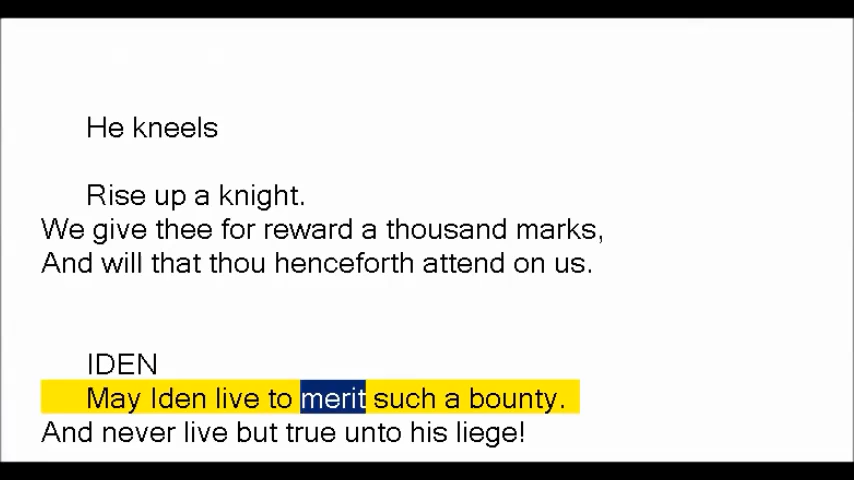 He kneels
Rise up a knight.
We give thee for reward a thousand marks,
And will that thou henceforth attend on us.
IDEN
May Iden live to merit such a bounty.
And never live but true unto his liege!